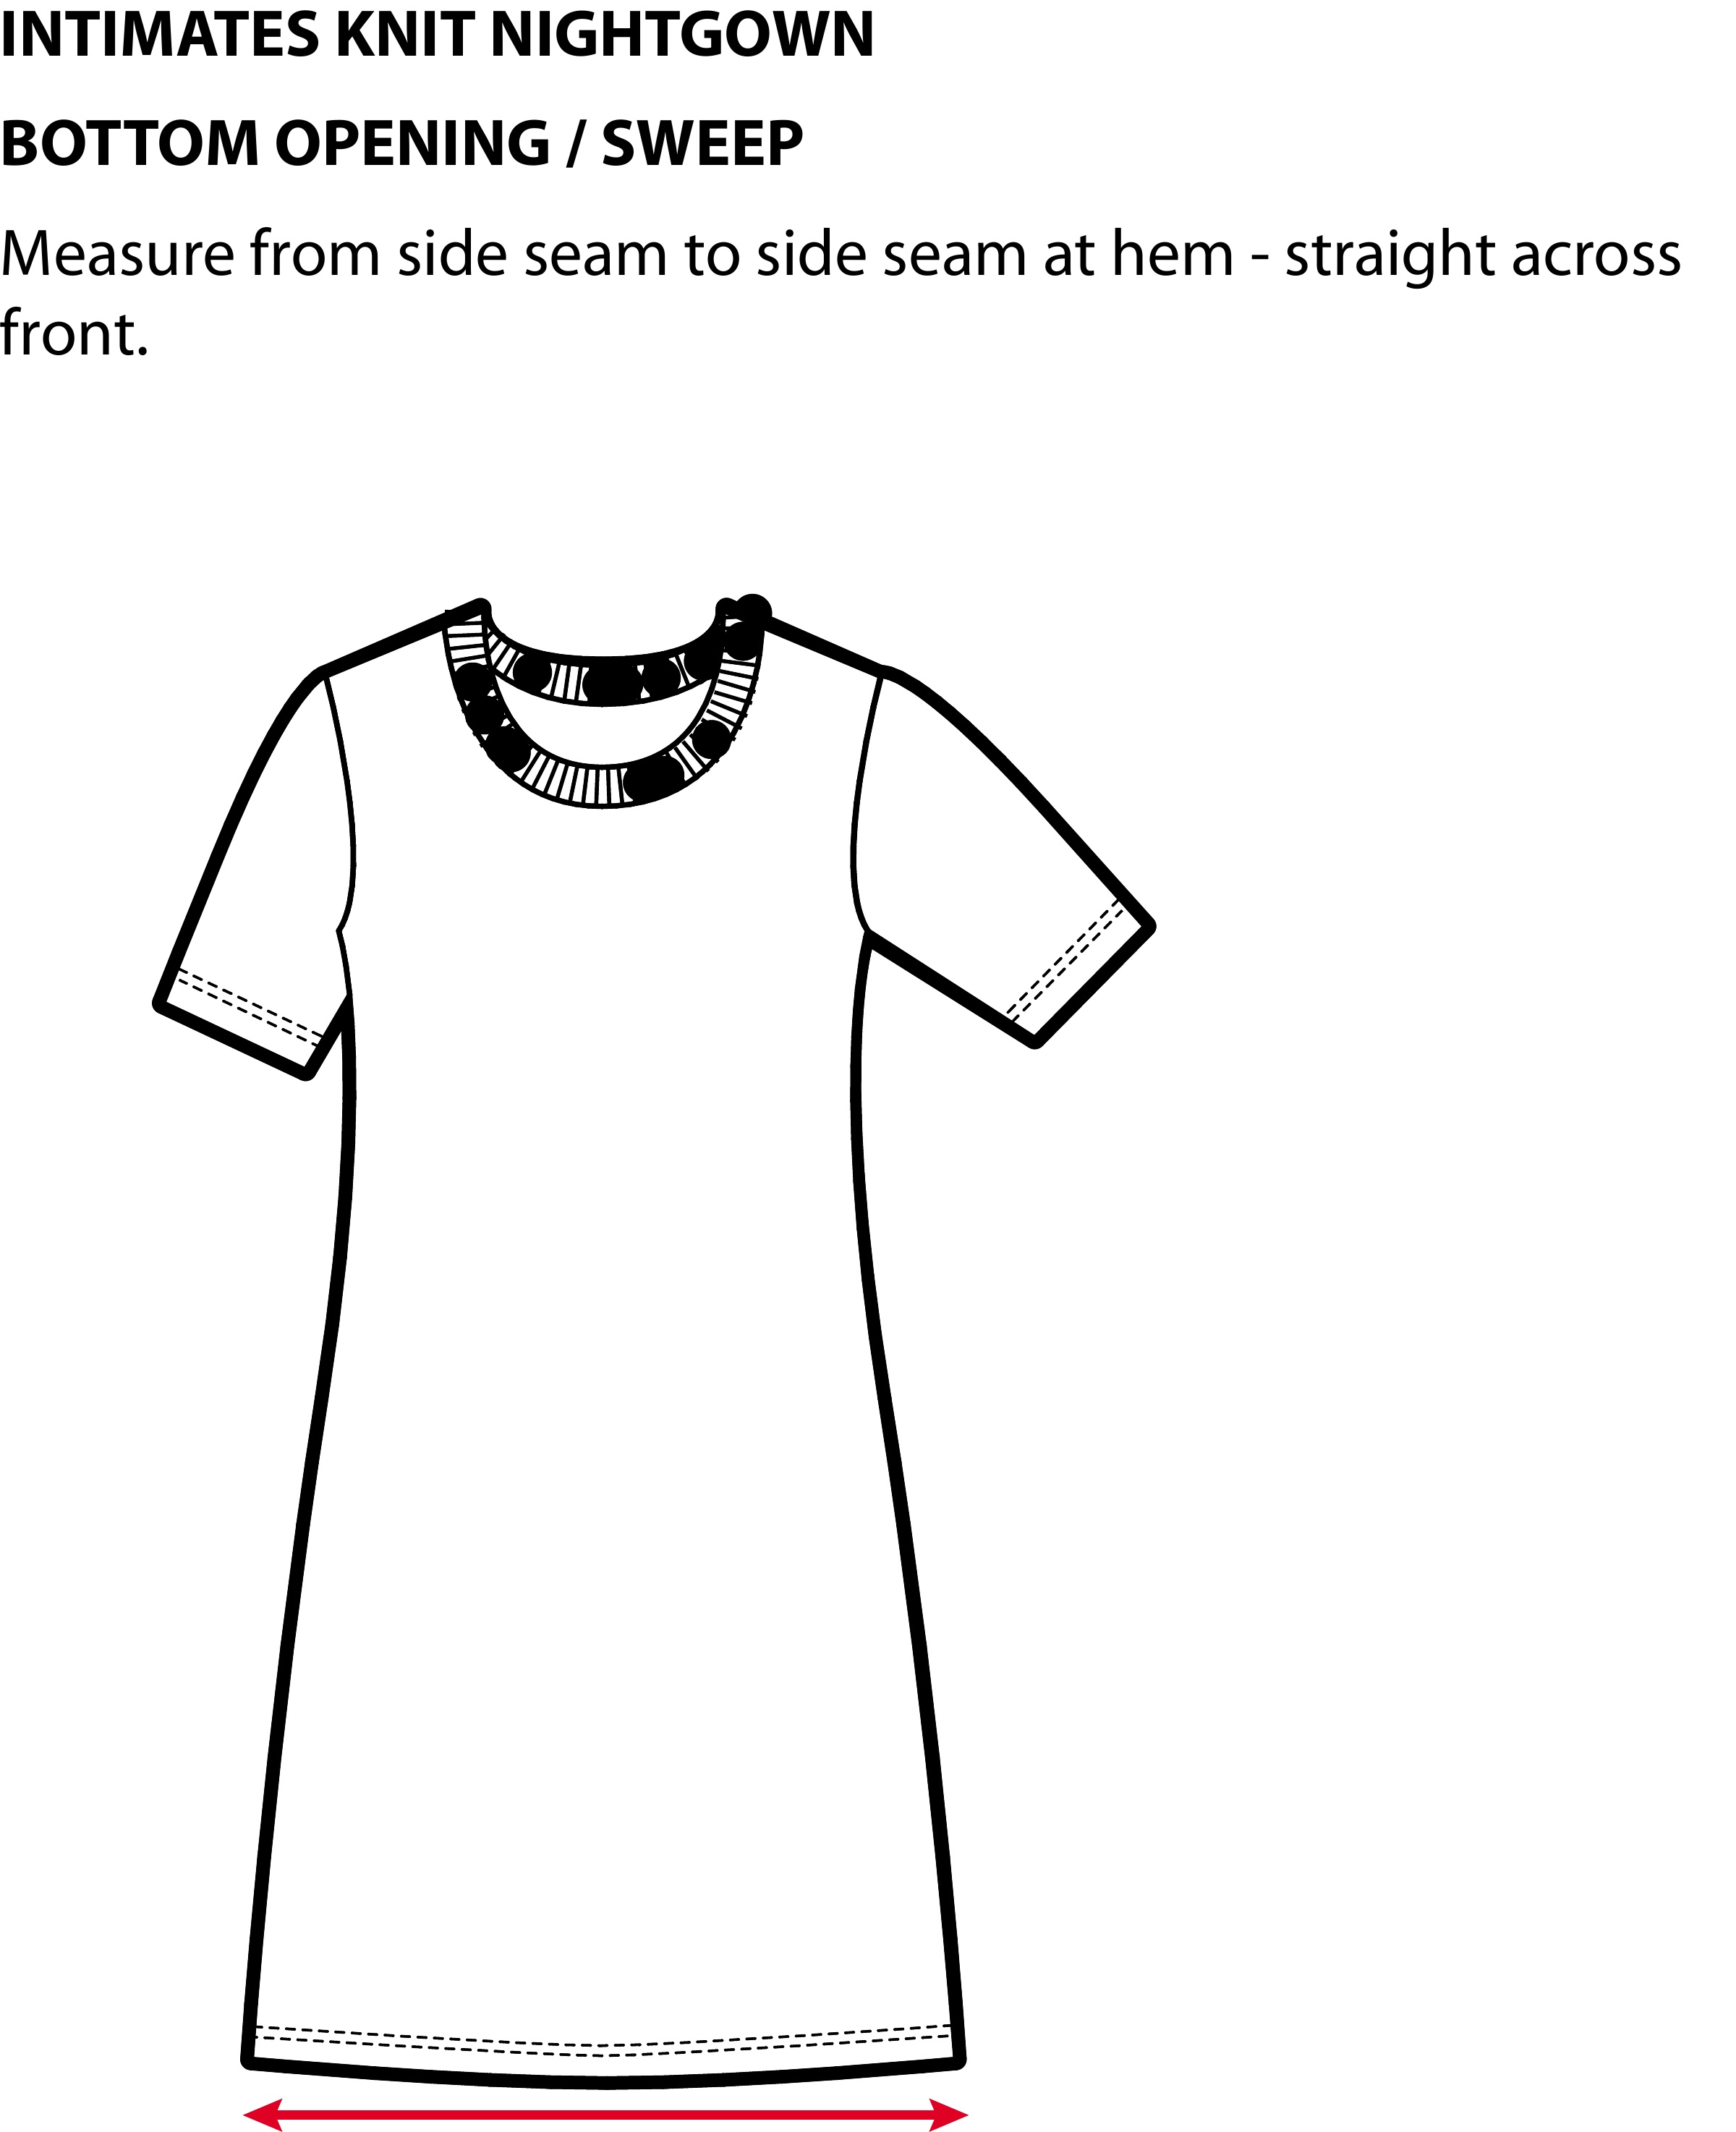 INTIMATES KNIT NIGHTGOWN
BOTTOM OPENING / SWEEP
Measure from side seam to side seam at hem - straight across
front.